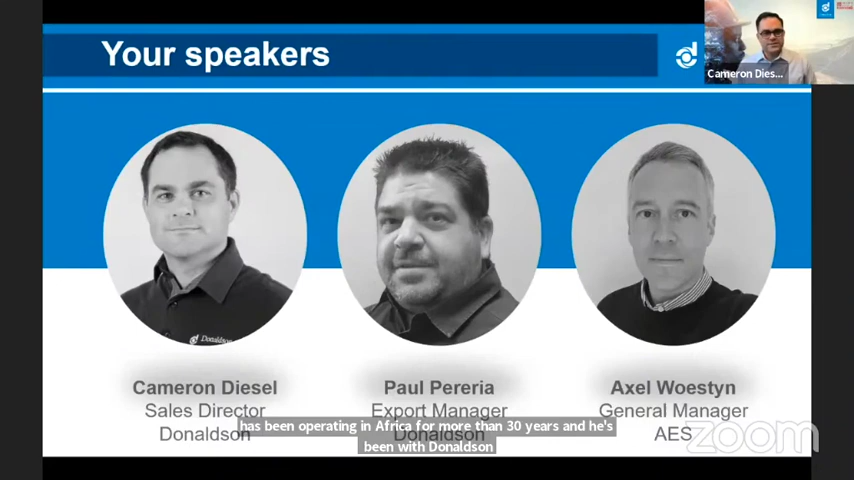 Your speakers
Cameron Dies...
Donaldson
Cameron Diesel
Sales Director
Donaldson
Paul Pereria
Export Manager
Donaldson
Axel Woestyn
General Manager
AES
has been operating in Africa for more than 30 years and he's
been with Donaldson
zoom